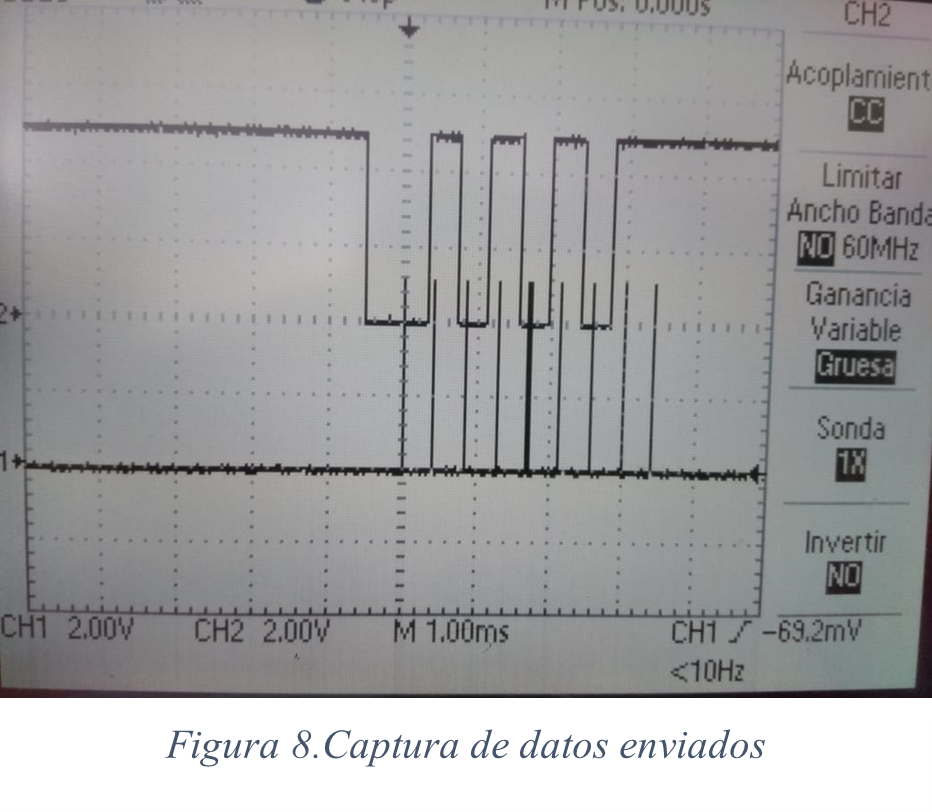 M Pos: 0.000s
CH2
Acoplamient
CC
Limitar
Ancho Banda
NO 60MHz
Ganancia
Variable
Gruesa
Sonda
1X
Invertir
NO
2
1
CH1 2.00V CH2 2.00V M 1.00ms CH1 -69.2mV
<10Hz
Figura 8.Captura de datos enviados